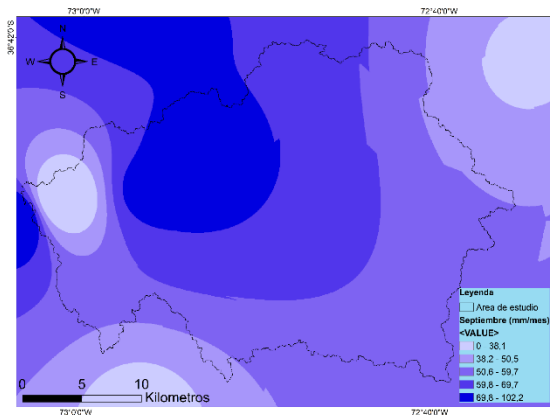 73°0'0"W 72°40'0"W
36°42'0"S
N
W E
S
Leyenda
Area de estudio
Septiembre (mm/mes)
<VALUE>
0 38.1
38,2 - 50,5
50,6 - 59,7
59,8 - 69,7
69,8 - 102,2
0 5 10
Kilometros
73°0'0"W 72°40'0"W